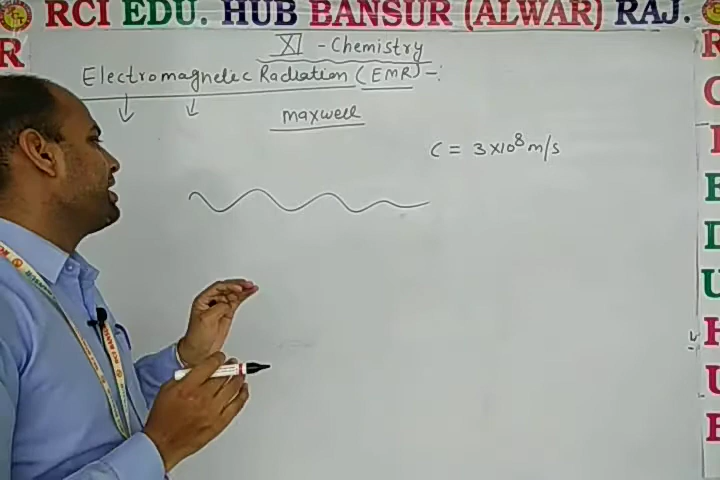 RCI EDU. HUB BANSUR (ALWAR) RAJ.
XI - Chemistry
Electromagnetic Radiation (EMR) -:
maxwell
C = 3×10⁸ m/s
R
R
C
I
E
D
U
H
U
B